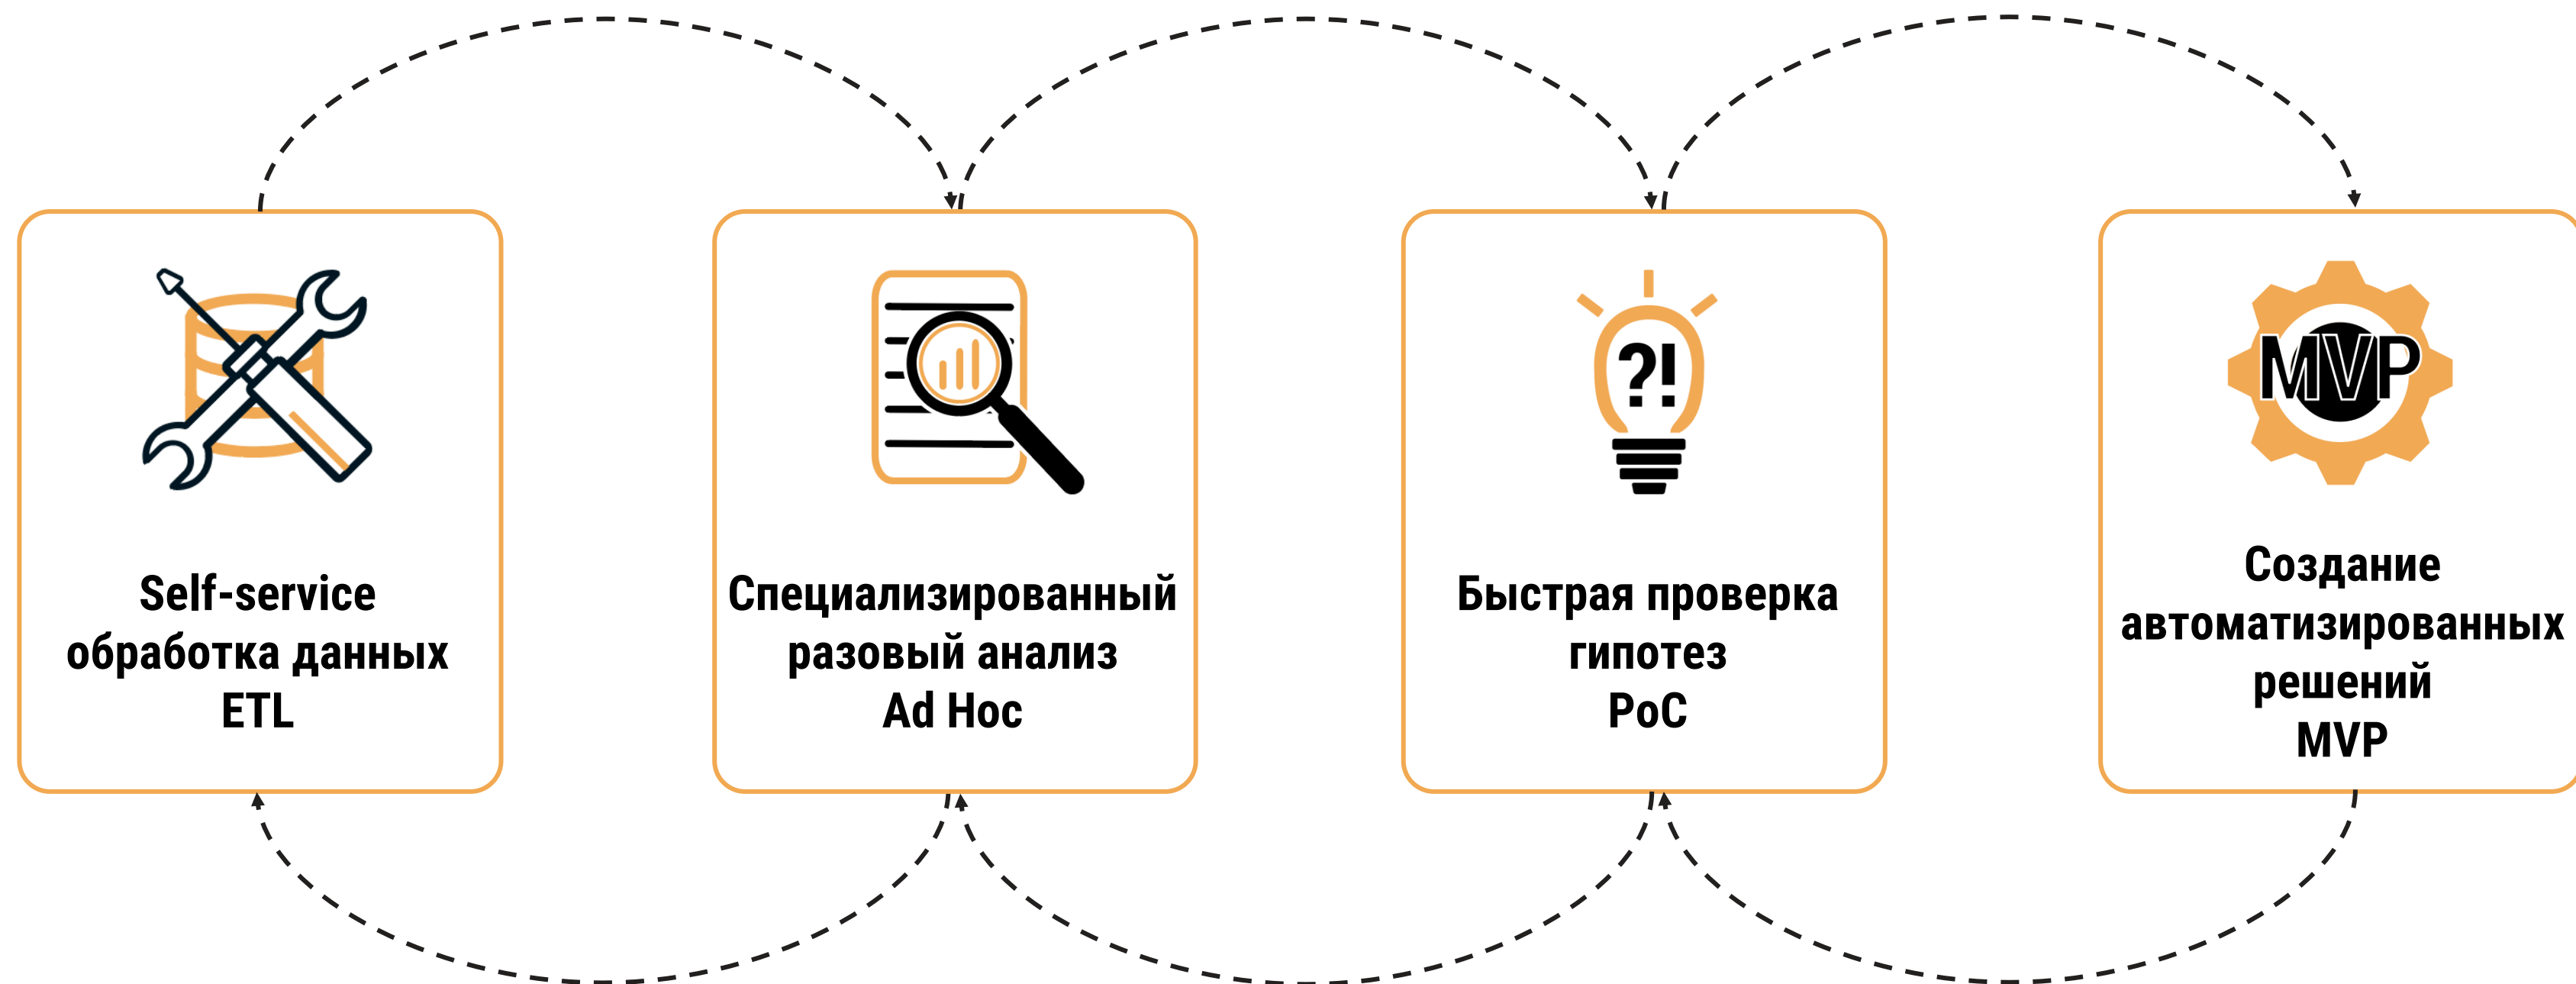 Self-service
обработка данных
ETL
Специализированный
разовый анализ
Ad Hoc
?!
Быстрая проверка
гипотез
PoC
MVP
Создание
автоматизированных
решений
MVP